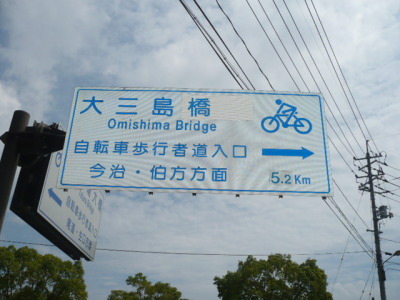 大三島橋
Omishima Bridge
自転車歩行者道入口
今治・伯方方面 5.2Km